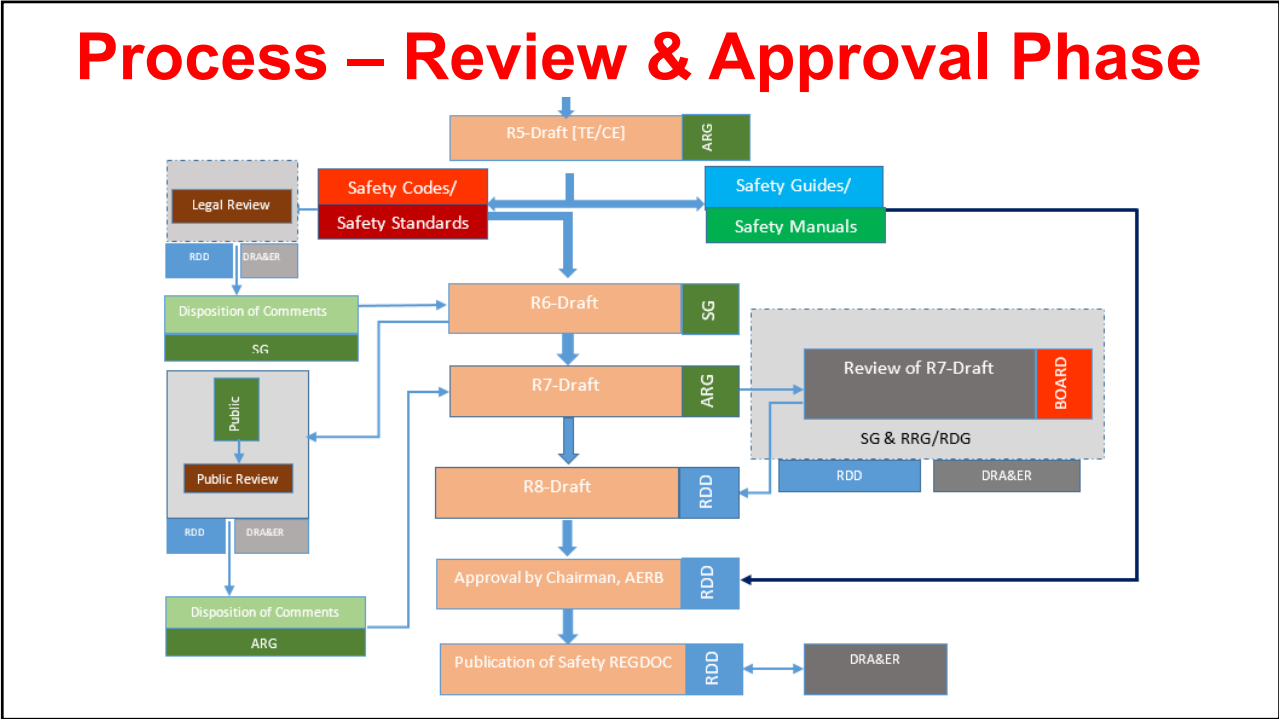 Process – Review & Approval Phase
R5-Draft [TE/CE]
ARG
Legal Review
Safety Codes/
Safety Standards
Safety Guides/
Safety Manuals
RDD
DRA&ER
Disposition of Comments
SG
R6-Draft
SG
Public
Public Review
RDD
DRA&ER
R7-Draft
ARG
Review of R7-Draft
BOARD
SG & RRG/RDG
RDD
DRA&ER
R8-Draft
RDD
Approval by Chairman, AERB
RDD
Disposition of Comments
ARG
Publication of Safety REGDOC
RDD
DRA&ER